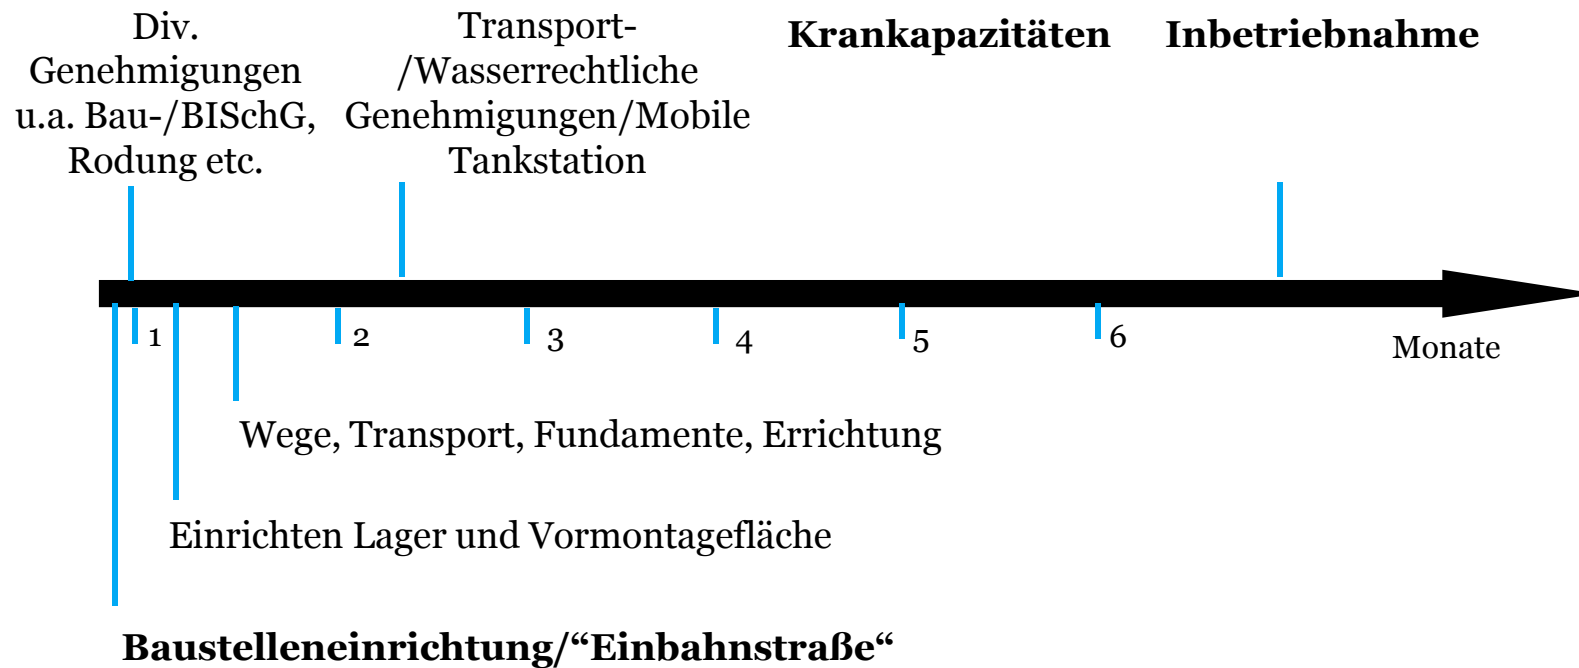 Div.
Genehmigungen
u.a. Bau-/BISchG,
Rodung etc.
Transport-
/Wasserrechtliche
Genehmigungen/Mobile
Tankstation
Krankapazitäten
Inbetriebnahme
1
2
3
4
5
6
Monate
Wege, Transport, Fundamente, Errichtung
Einrichten Lager und Vormontagefläche
Baustelleneinrichtung/“Einbahnstraße“